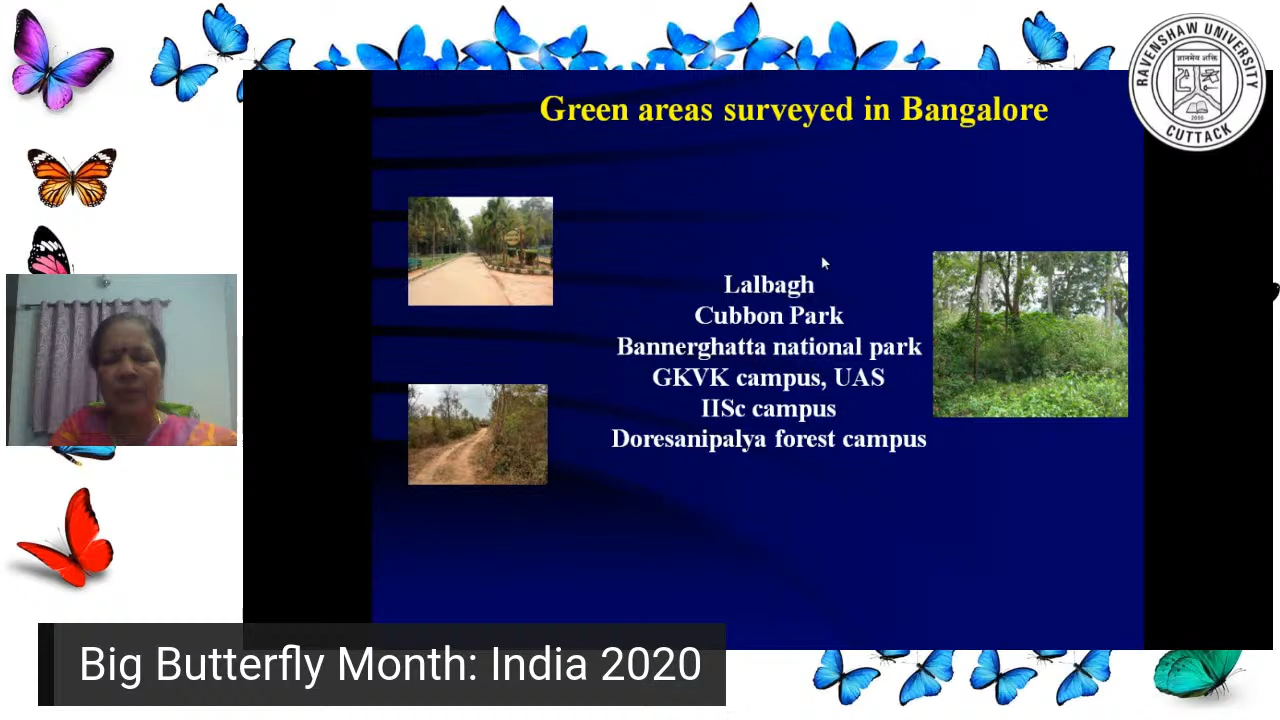 Green areas surveyed in Bangalore
RAVENSHAW UNIVERSITY
CUTTACK
Lalbagh
Cubbon Park
Bannerghatta national park
GKVK campus, UAS
IISc campus
Doresanipalya forest campus
Big Butterfly Month: India 2020